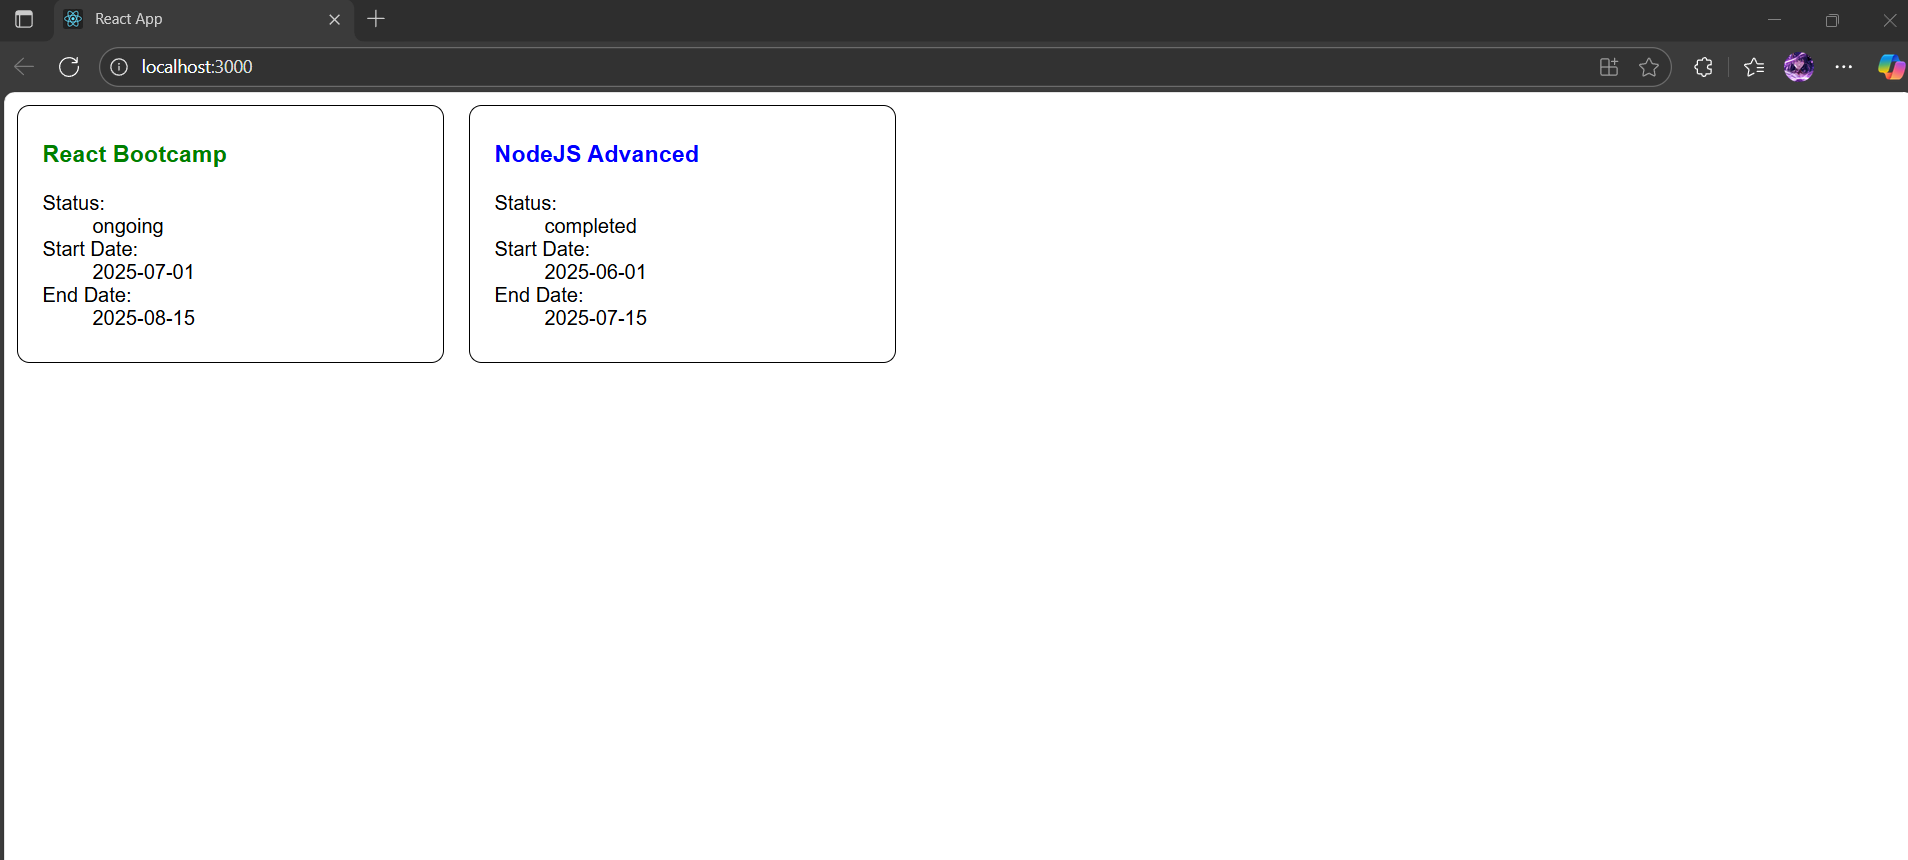 React App
localhost:3000
React Bootcamp
Status:
ongoing
Start Date:
2025-07-01
End Date:
2025-08-15
NodeJS Advanced
Status:
completed
Start Date:
2025-06-01
End Date:
2025-07-15